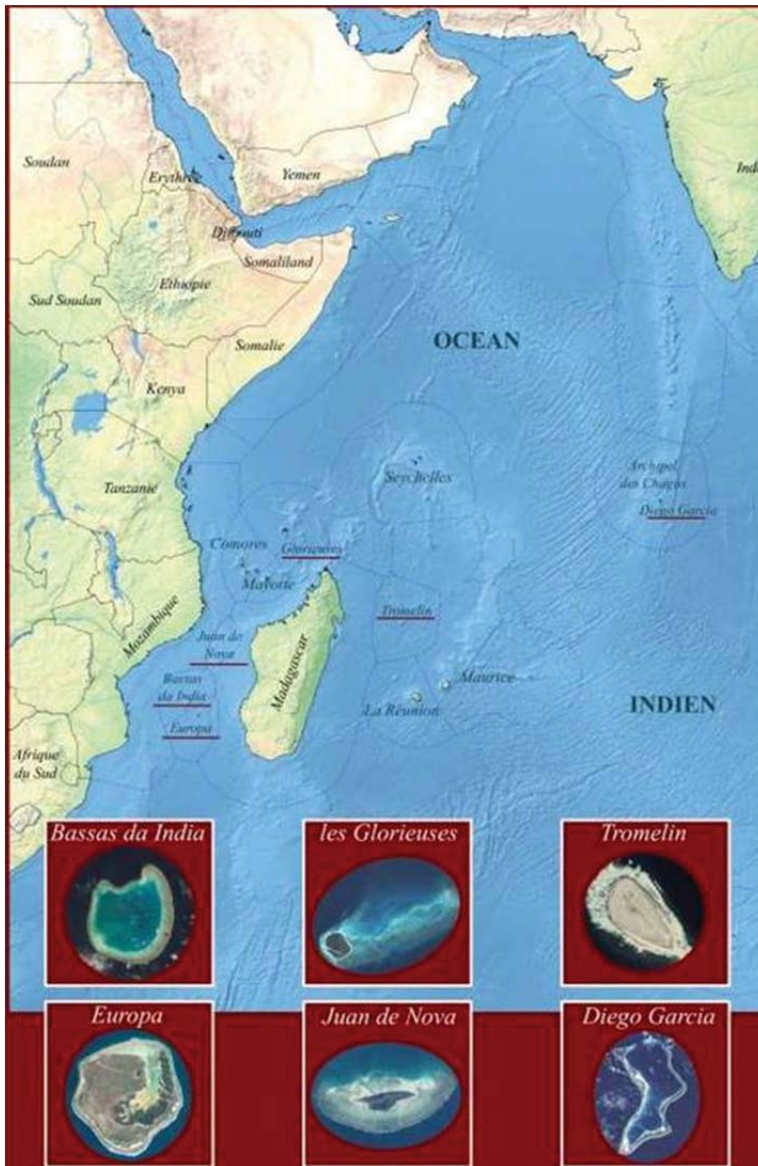 Soudan
Erythrée
Yemen
Inde
Djibouti
Somaliland
Ethiopie
Sud Soudan
OCEAN
Somalie
Kenya
Archipel
des Chagos
Seychelles
Tanzanie
Diego Garcia
Comores
Glorieuses
Mayotte
Mozambique
Tromelin
Juan de
Nova
Madagascar
Bassas
da India
Maurice
La Réunion
INDIEN
Europa
Afrique
du Sud
Bassas da India
les Glorieuses
Tromelin
Europa
Juan de Nova
Diego Garcia